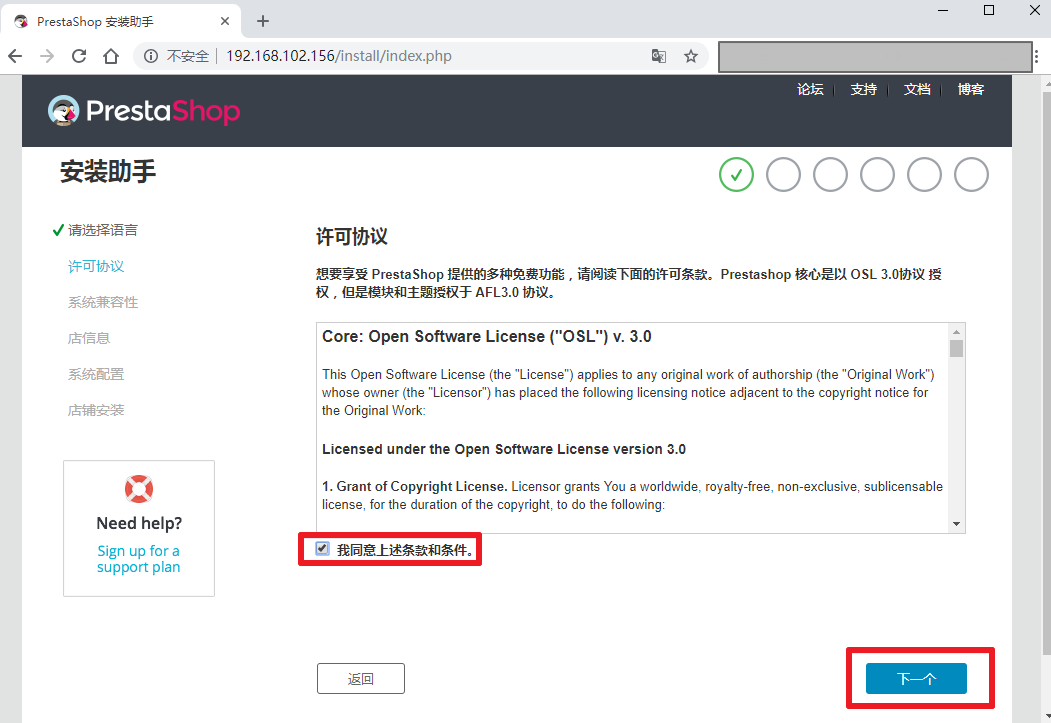 PrestaShop 安装助手
不安全 192.168.102.156/install/index.php
论坛 支持 文档 博客
PrestaShop
安装助手
请选择语言
许可协议
系统兼容性
店信息
系统配置
店铺安装
Need help?
Sign up for a
support plan
许可协议
想要享受 PrestaShop 提供的多种免费功能，请阅读下面的许可条款。Prestashop 核心是以 OSL 3.0协议 授
权，但是模块和主题授权于 AFL3.0 协议。
Core: Open Software License ("OSL") v. 3.0
This Open Software License (the "License") applies to any original work of authorship (the "Original Work")
whose owner (the "Licensor") has placed the following licensing notice adjacent to the copyright notice for
the Original Work:
Licensed under the Open Software License version 3.0
1. Grant of Copyright License. Licensor grants You a worldwide, royalty-free, non-exclusive, sublicensable
license, for the duration of the copyright, to do the following:
我同意上述条款和条件。
返回
下一个